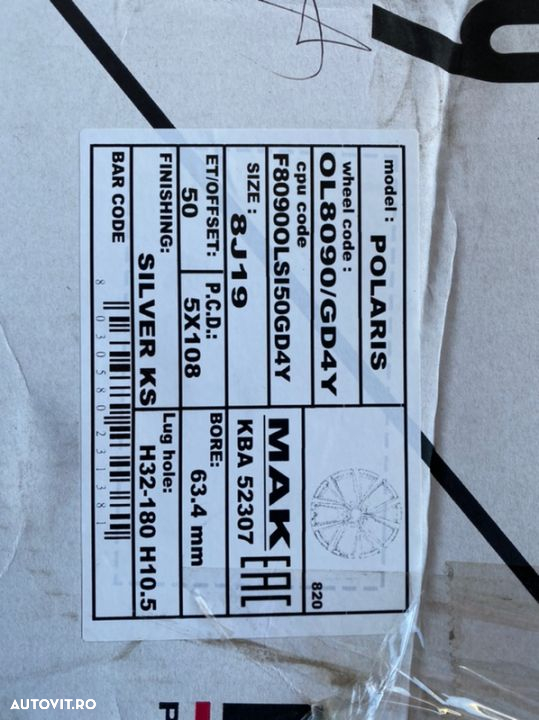 model : POLARIS
wheel code :
OL8090/GD4Y
cpu code
F8090OLSI50GD4Y
SIZE :
8J19
ET/OFFSET:
50
P.C.D.:
5X108
FINISHING:
SILVER KS
BAR CODE
8030580231381
820
MAK
KBA 52307
EAC
BORE:
63.4 mm
Lug hole:
H32-180 H10.5
P
AUTOVIT.RO